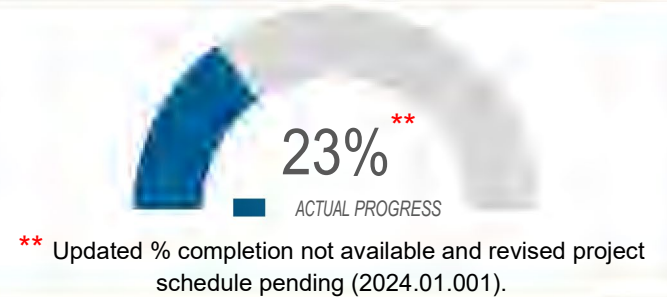 23%**
ACTUAL PROGRESS
** Updated % completion not available and revised project
schedule pending (2024.01.001).